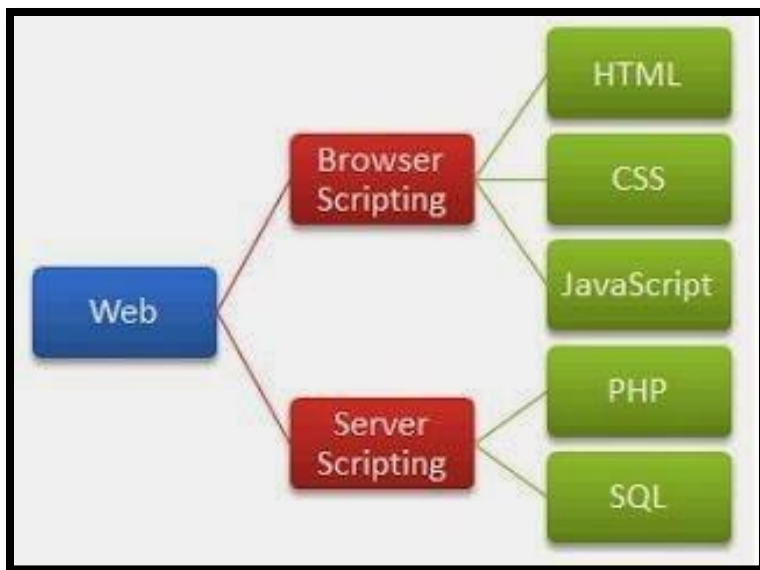 Web
Browser
Scripting
HTML
CSS
JavaScript
Server
Scripting
PHP
SQL